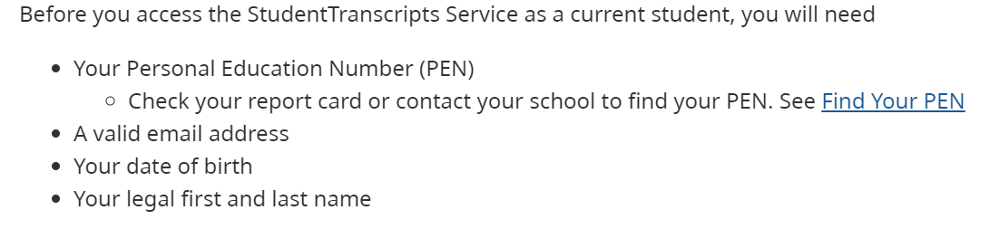 Before you access the StudentTranscripts Service as a current student, you will need
• Your Personal Education Number (PEN)
○ Check your report card or contact your school to find your PEN. See Find Your PEN
• A valid email address
• Your date of birth
• Your legal first and last name